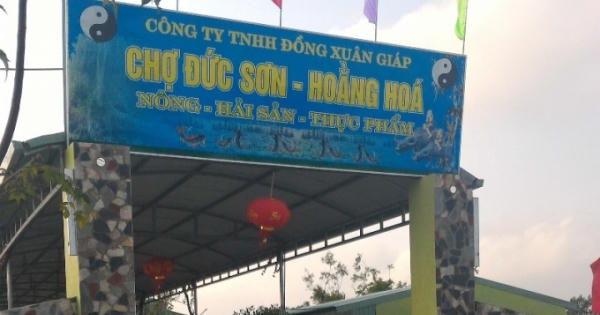 CÔNG TY TNHH ĐỒNG XUÂN GIÁP
CHỢ ĐỨC SƠN - HOẰNG HOÁ
NÔNG - HẢI SẢN - THỰC PHẨM